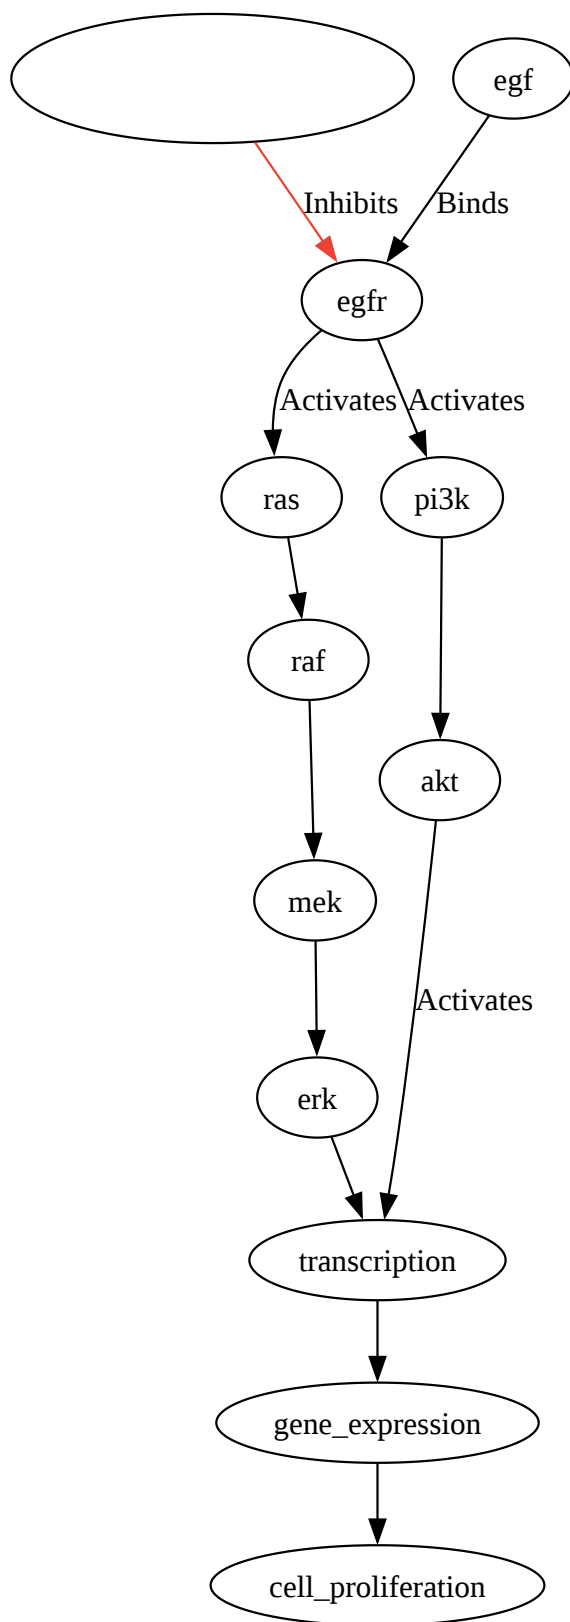 egf
Inhibits
Binds
egfr
Activates
Activates
ras
pi3k
raf
akt
mek
Activates
erk
transcription
gene_expression
cell_proliferation